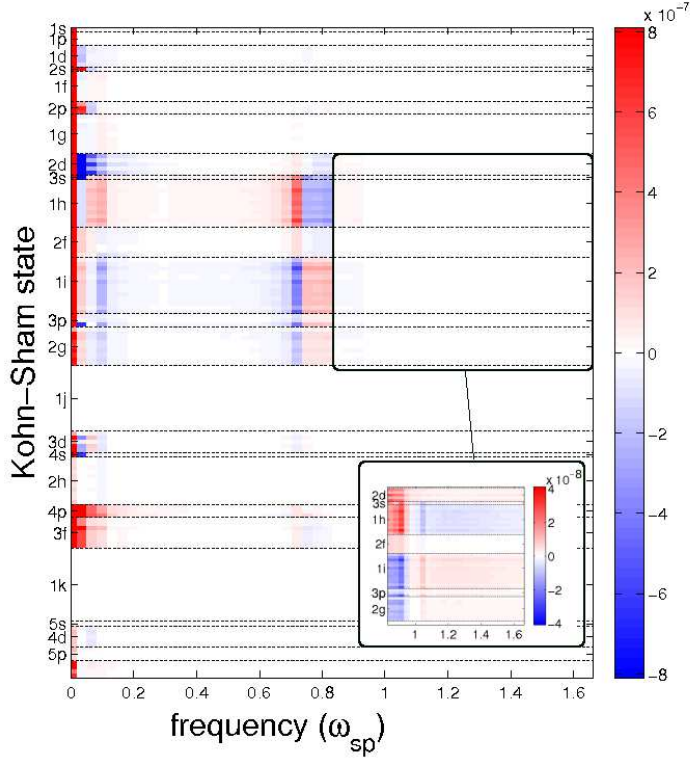 x 10⁻⁷
Kohn–Sham state
1s
1p
1d
2s
1f
2p
1g
2d
3s
1h
2f
1i
3p
2g
1j
3d
4s
2h
4p
3f
1k
5s
4d
5p
0
0.2
0.4
0.6
0.8
1
1.2
1.4
1.6
frequency (ω_sp)
8
6
4
2
0
−2
−4
−6
−8
x 10⁻⁸
2d
3s
1h
2f
1i
3p
2g
1
1.2
1.4
1.6
4
2
0
−2
−4